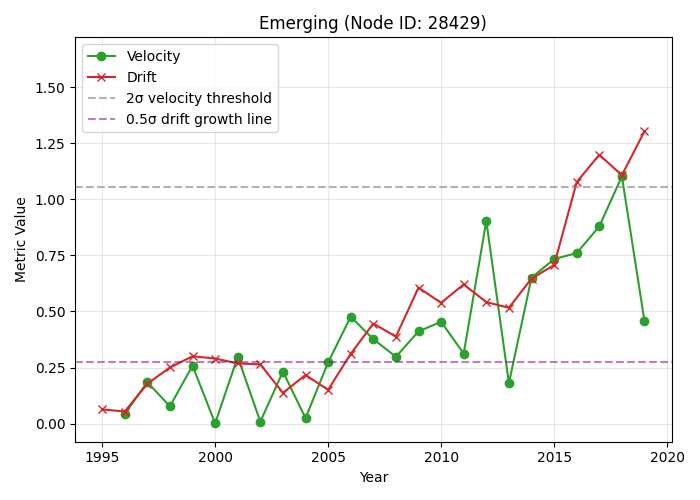 Emerging (Node ID: 28429)
Velocity
Drift
2σ velocity threshold
0.5σ drift growth line
Metric Value
1.50
1.25
1.00
0.75
0.50
0.25
0.00
1995 2000 2005 2010 2015 2020
Year